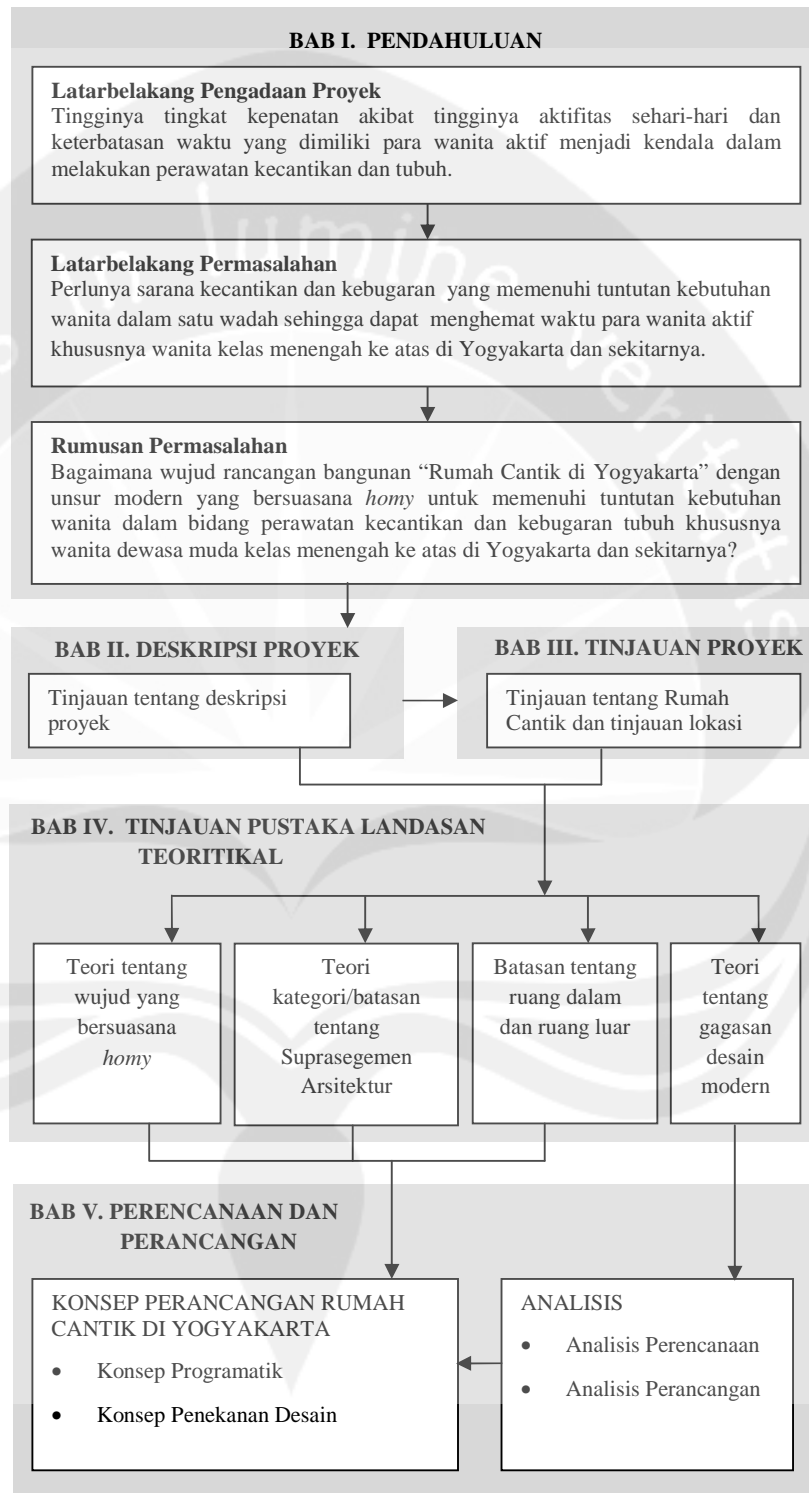 BAB I.  PENDAHULUAN
Latarbelakang Pengadaan Proyek
Tingginya tingkat kepenatan akibat tingginya aktifitas sehari-hari dan
keterbatasan waktu yang dimiliki para wanita aktif menjadi kendala dalam
melakukan perawatan kecantikan dan tubuh.
Latarbelakang Permasalahan
Perlunya sarana kecantikan dan kebugaran  yang memenuhi tuntutan kebutuhan
wanita dalam satu wadah sehingga dapat  menghemat waktu para wanita aktif
khususnya wanita kelas menengah ke atas di Yogyakarta dan sekitarnya.
Rumusan Permasalahan
Bagaimana wujud rancangan bangunan “Rumah Cantik di Yogyakarta” dengan
unsur modern yang bersuasana homy untuk memenuhi tuntutan kebutuhan
wanita dalam bidang perawatan kecantikan dan kebugaran tubuh khususnya
wanita dewasa muda kelas menengah ke atas di Yogyakarta dan sekitarnya?
BAB II. DESKRIPSI PROYEK
Tinjauan tentang deskripsi
proyek
BAB III. TINJAUAN PROYEK
Tinjauan tentang Rumah
Cantik dan tinjauan lokasi
BAB IV.  TINJAUAN PUSTAKA LANDASAN
TEORITIKAL
Teori tentang
wujud yang
bersuasana
homy
Teori
kategori/batasan
tentang
Suprasegemen
Arsitektur
Batasan tentang
ruang dalam
dan ruang luar
Teori
tentang
gagasan
desain
modern
BAB V. PERENCANAAN DAN
PERANCANGAN
KONSEP PERANCANGAN RUMAH
CANTIK DI YOGYAKARTA
• Konsep Programatik
• Konsep Penekanan Desain
ANALISIS
• Analisis Perencanaan
• Analisis Perancangan
in lumine veritatis